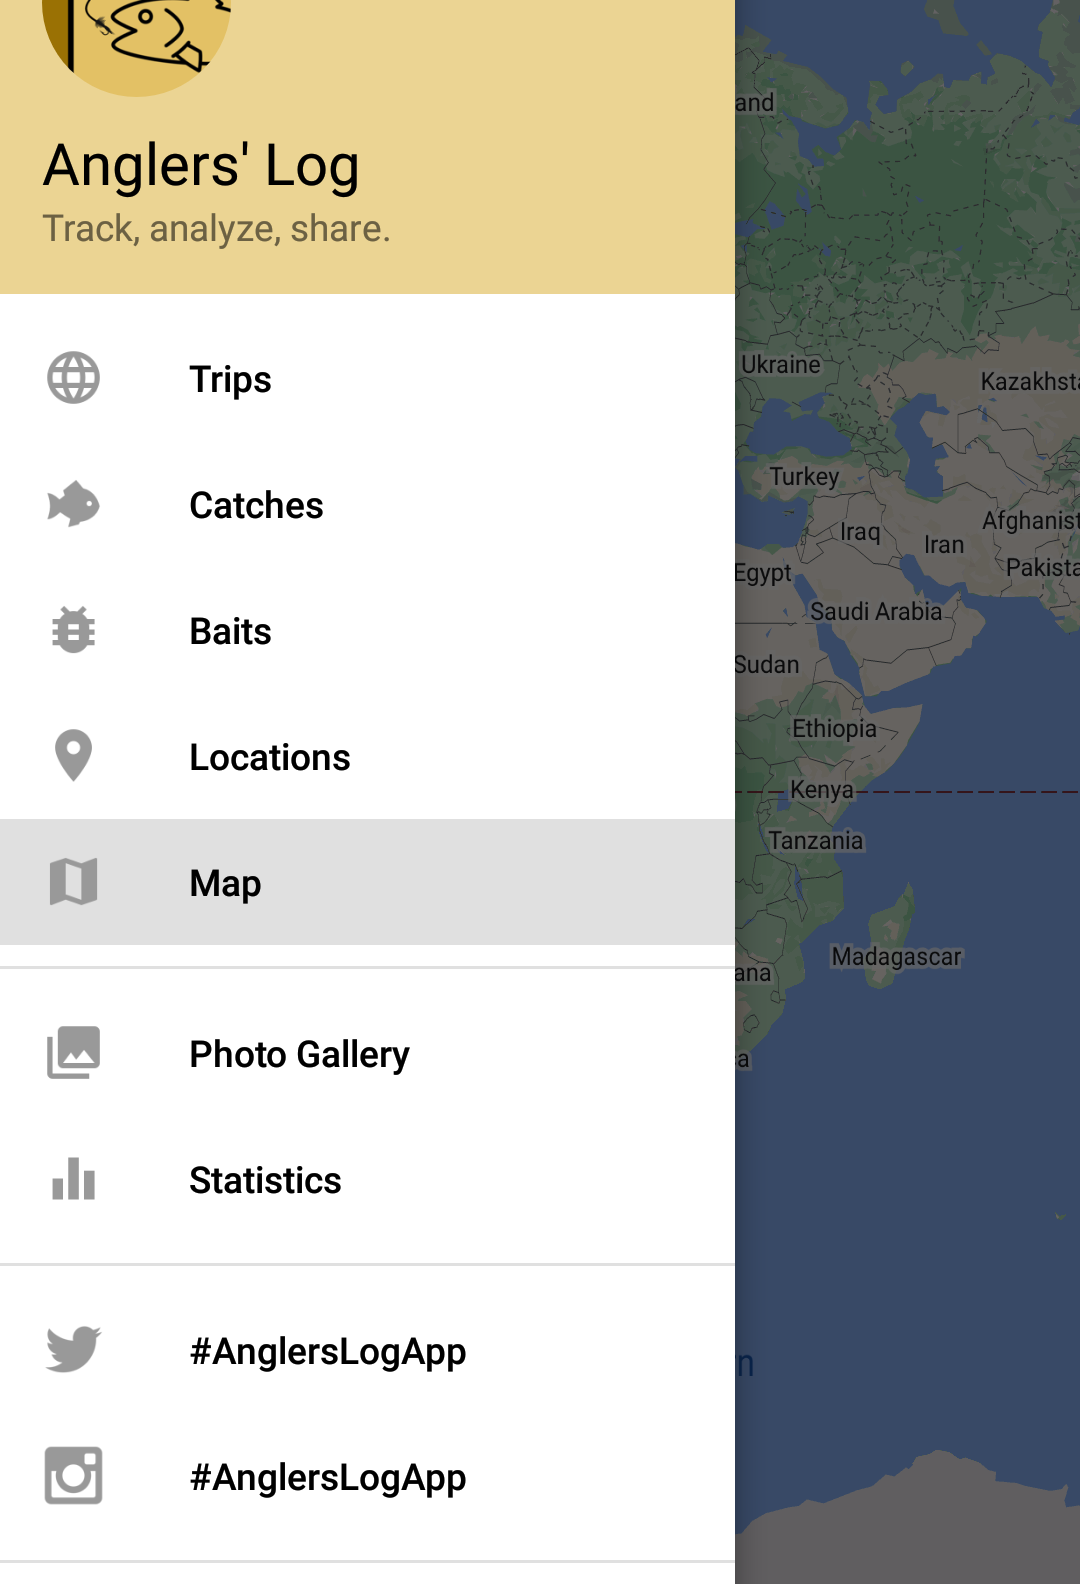 Anglers' Log
Track, analyze, share.
Trips
Catches
Baits
Locations
Map
Photo Gallery
Statistics
#AnglersLogApp
#AnglersLogApp
and
Ukraine
Kazakhsta
Turkey
Afghanist
Iraq
Iran
Pakista
Egypt
Saudi Arabia
Sudan
Ethiopia
Kenya
Tanzania
Madagascar
ana
a
n